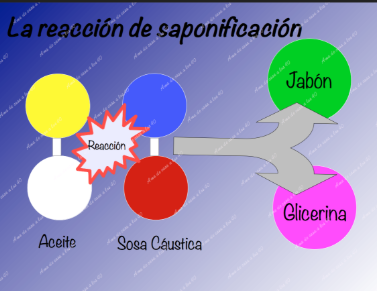 La reacción de saponificación
Jabón
Reacción
Glicerina
Aceite
Sosa Cáustica